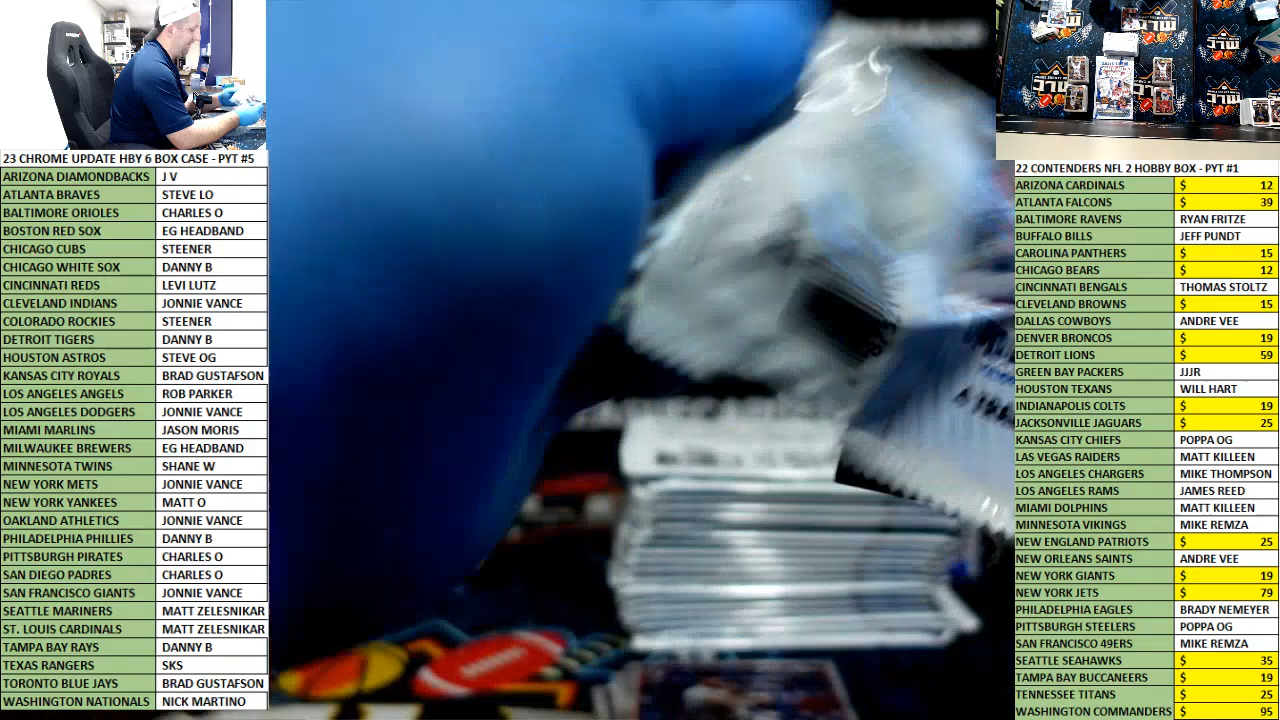 23 CHROME UPDATE HBY 6 BOX CASE - PYT #5
ARIZONA DIAMONDBACKS J V
ATLANTA BRAVES STEVE LO
BALTIMORE ORIOLES CHARLES O
BOSTON RED SOX EG HEADBAND
CHICAGO CUBS STEENER
CHICAGO WHITE SOX DANNY B
CINCINNATI REDS LEVI LUTZ
CLEVELAND INDIANS JONNIE VANCE
COLORADO ROCKIES STEENER
DETROIT TIGERS DANNY B
HOUSTON ASTROS STEVE OG
KANSAS CITY ROYALS BRAD GUSTAFSON
LOS ANGELES ANGELS ROB PARKER
LOS ANGELES DODGERS JONNIE VANCE
MIAMI MARLINS JASON MORIS
MILWAUKEE BREWERS EG HEADBAND
MINNESOTA TWINS SHANE W
NEW YORK METS JONNIE VANCE
NEW YORK YANKEES MATT O
OAKLAND ATHLETICS JONNIE VANCE
PHILADELPHIA PHILLIES DANNY B
PITTSBURGH PIRATES CHARLES O
SAN DIEGO PADRES CHARLES O
SAN FRANCISCO GIANTS JONNIE VANCE
SEATTLE MARINERS MATT ZELESNIKAR
ST. LOUIS CARDINALS MATT ZELESNIKAR
TAMPA BAY RAYS DANNY B
TEXAS RANGERS SKS
TORONTO BLUE JAYS BRAD GUSTAFSON
WASHINGTON NATIONALS NICK MARTINO
22 CONTENDERS NFL 2 HOBBY BOX - PYT #1
ARIZONA CARDINALS $ 12
ATLANTA FALCONS $ 39
BALTIMORE RAVENS RYAN FRITZE
BUFFALO BILLS JEFF PUNDT
CAROLINA PANTHERS $ 15
CHICAGO BEARS $ 12
CINCINNATI BENGALS THOMAS STOLTZ
CLEVELAND BROWNS $ 15
DALLAS COWBOYS ANDRE VEE
DENVER BRONCOS $ 19
DETROIT LIONS $ 59
GREEN BAY PACKERS JJJR
HOUSTON TEXANS WILL HART
INDIANAPOLIS COLTS $ 19
JACKSONVILLE JAGUARS $ 25
KANSAS CITY CHIEFS POPPA OG
LAS VEGAS RAIDERS MATT KILLEEN
LOS ANGELES CHARGERS MIKE THOMPSON
LOS ANGELES RAMS JAMES REED
MIAMI DOLPHINS MATT KILLEEN
MINNESOTA VIKINGS MIKE REMZA
NEW ENGLAND PATRIOTS $ 25
NEW ORLEANS SAINTS ANDRE VEE
NEW YORK GIANTS $ 19
NEW YORK JETS $ 79
PHILADELPHIA EAGLES BRADY NEMEYER
PITTSBURGH STEELERS POPPA OG
SAN FRANCISCO 49ERS MIKE REMZA
SEATTLE SEAHAWKS $ 35
TAMPA BAY BUCCANEERS $ 19
TENNESSEE TITANS $ 25
WASHINGTON COMMANDERS $ 95